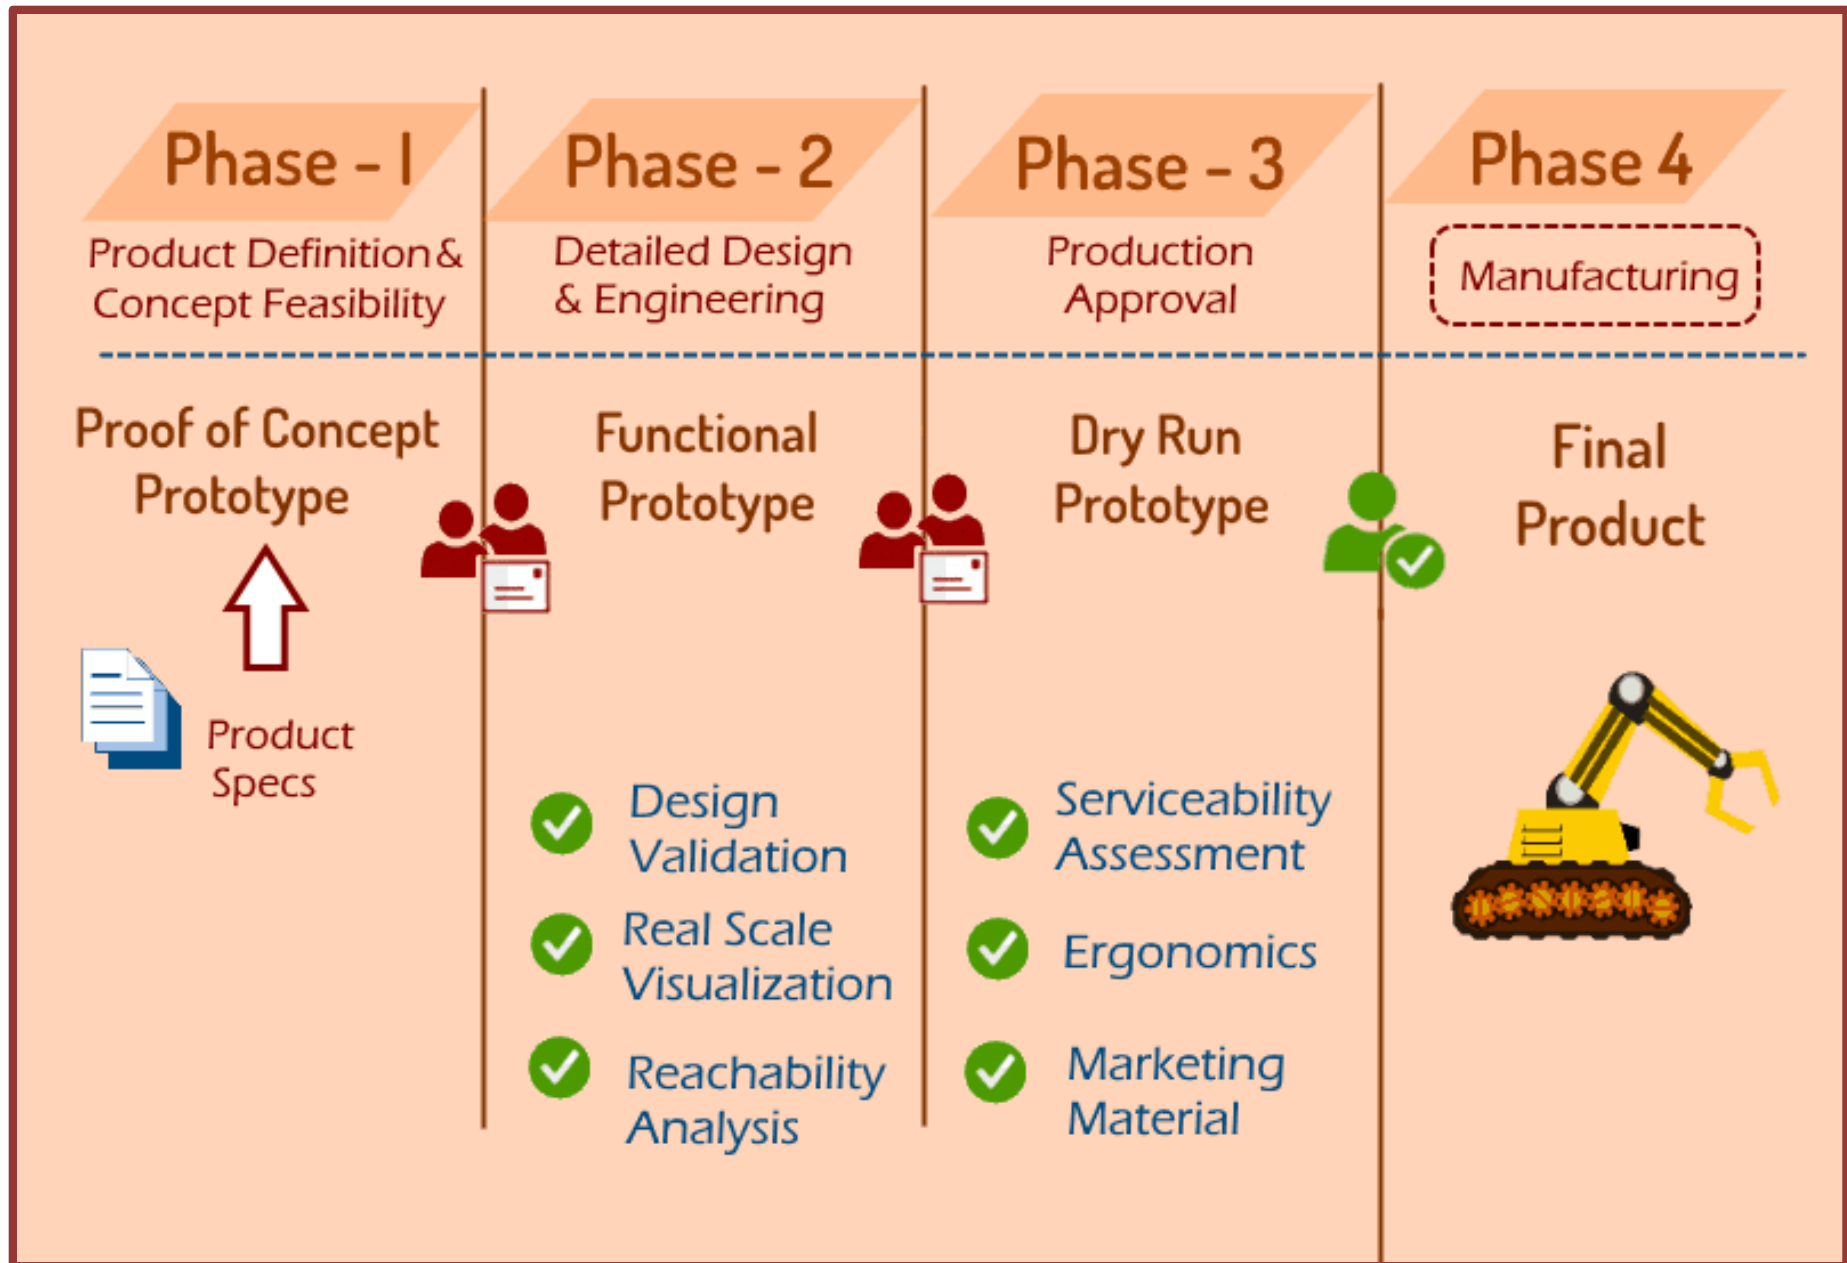 Phase - 1
Product Definition &
Concept Feasibility
Proof of Concept
Prototype
Product
Specs
Phase - 2
Detailed Design
& Engineering
Functional
Prototype
Design
Validation
Real Scale
Visualization
Reachability
Analysis
Phase - 3
Production
Approval
Dry Run
Prototype
Serviceability
Assessment
Ergonomics
Marketing
Material
Phase 4
Manufacturing
Final
Product